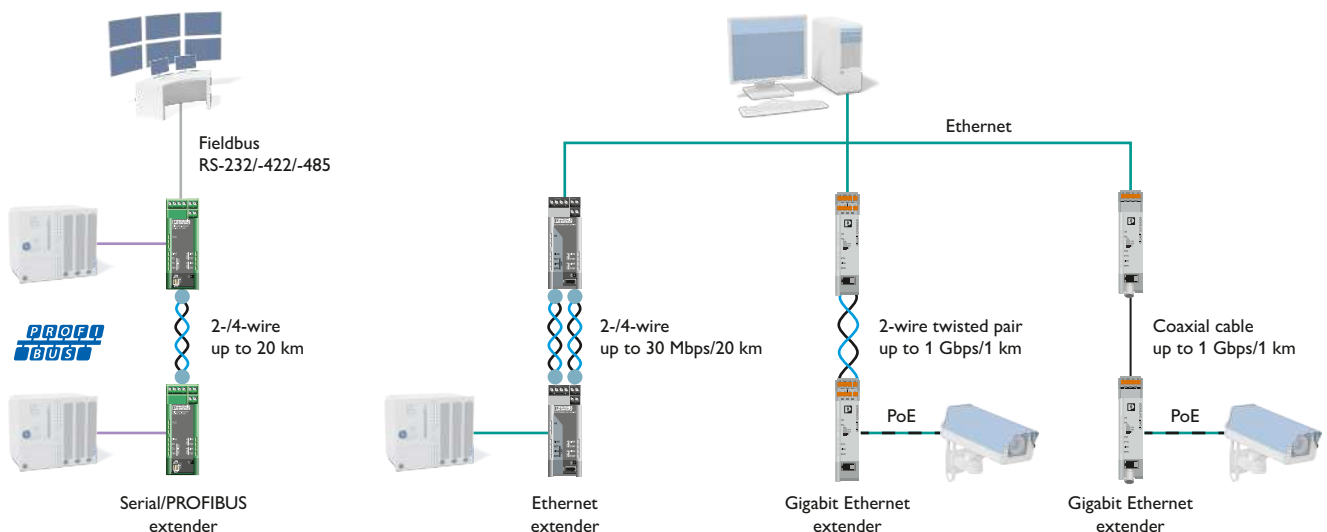 Ethernet
Fieldbus
RS-232/-422/-485
PROFI
BUS
2-/4-wire
up to 20 km
2-/4-wire
up to 30 Mbps/20 km
2-wire twisted pair
up to 1 Gbps/1 km
Coaxial cable
up to 1 Gbps/1 km
PoE
PoE
Serial/PROFIBUS
extender
Ethernet
extender
Gigabit Ethernet
extender
Gigabit Ethernet
extender